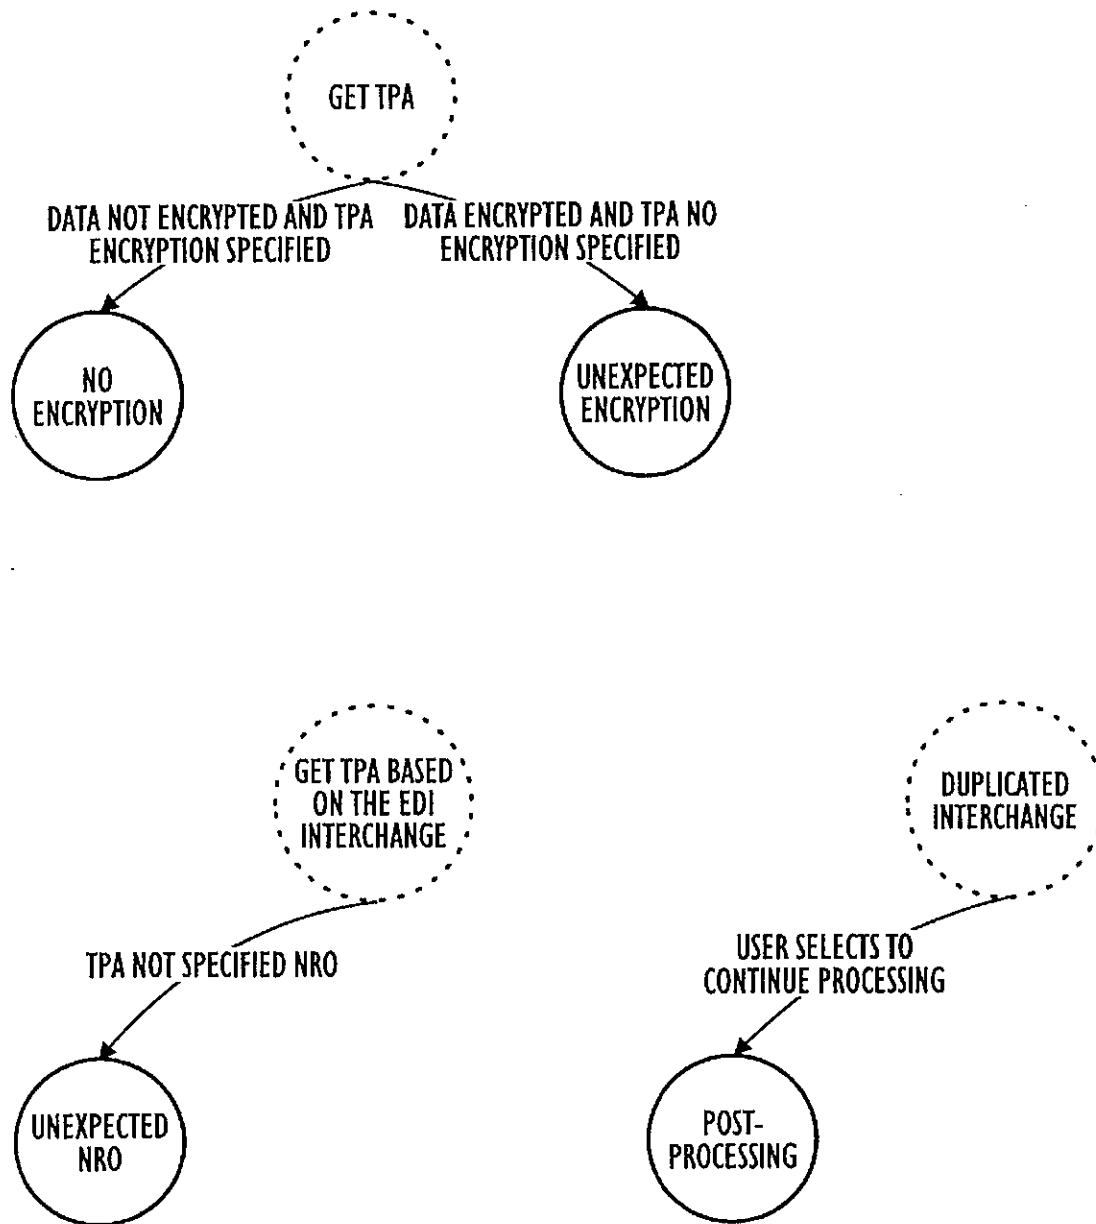 GET TPA
DATA NOT ENCRYPTED AND TPA
ENCRYPTION SPECIFIED
DATA ENCRYPTED AND TPA NO
ENCRYPTION SPECIFIED
NO
ENCRYPTION
UNEXPECTED
ENCRYPTION
GET TPA BASED
ON THE EDI
INTERCHANGE
DUPLICATED
INTERCHANGE
TPA NOT SPECIFIED NRO
USER SELECTS TO
CONTINUE PROCESSING
UNEXPECTED
NRO
POST-
PROCESSING